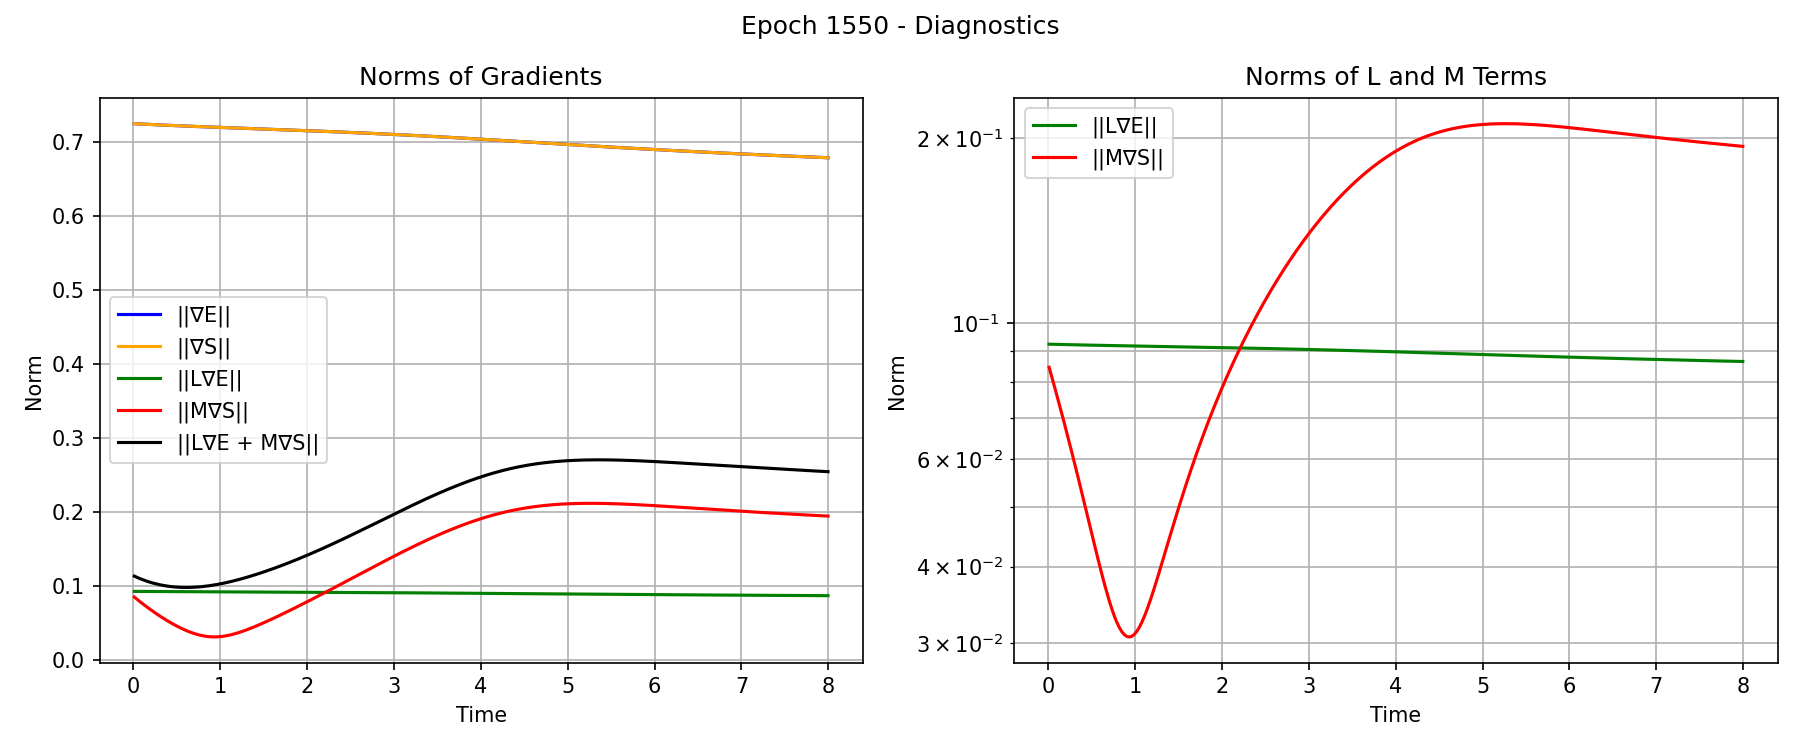 Epoch 1550 - Diagnostics
Norms of Gradients
Norm
0.7
0.6
0.5
0.4
0.3
0.2
0.1
0.0
||∇E||
||∇S||
||L∇E||
||M∇S||
||L∇E + M∇S||
0 1 2 3 4 5 6 7 8
Time
Norms of L and M Terms
Norm
2 × 10⁻¹
10⁻¹
6 × 10⁻²
4 × 10⁻²
3 × 10⁻²
||L∇E||
||M∇S||
0 1 2 3 4 5 6 7 8
Time